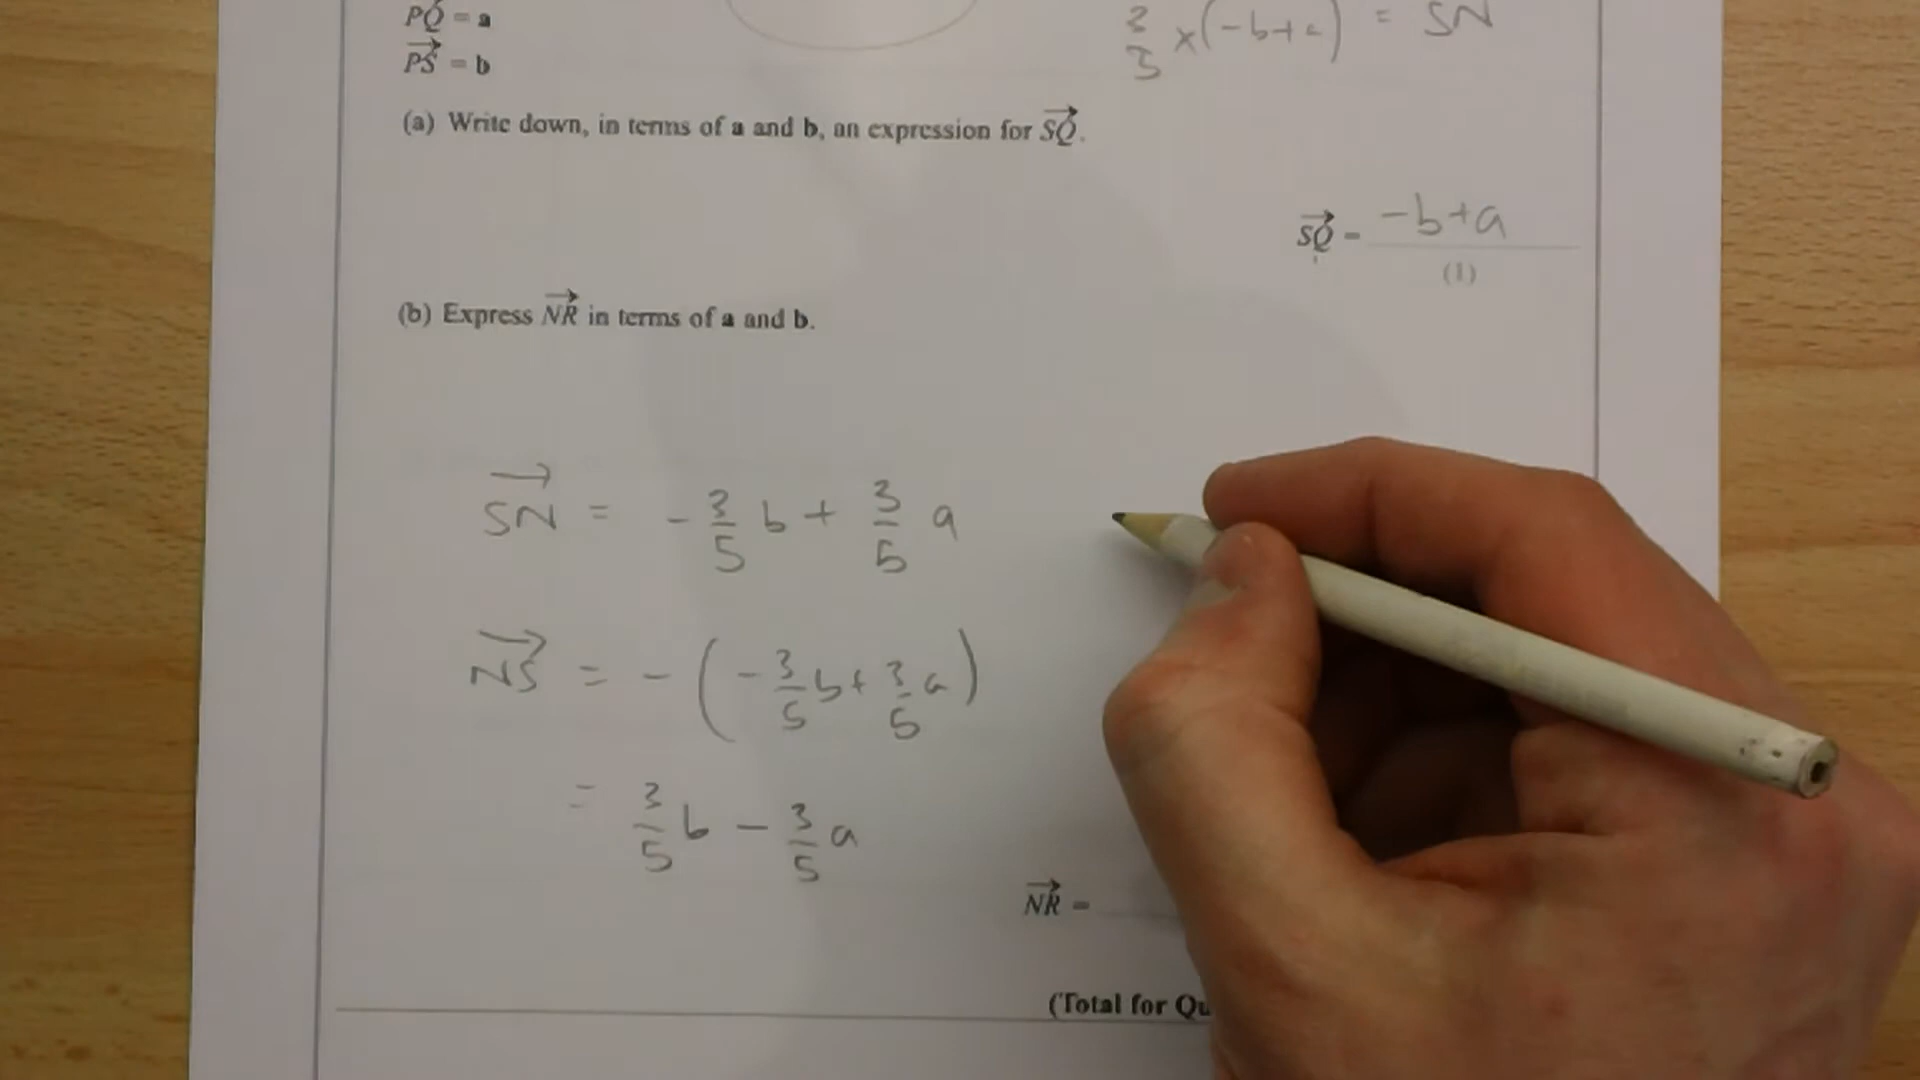 PQ = a
3/3 × (-b+a) = SN
PS = b
(a) Write down, in terms of a and b, an expression for SQ.
SQ = -b+a
(1)
(b) Express NR in terms of a and b.
SN = -3/5 b + 3/5 a
NS = -(-3/5 b + 3/5 a)
= 3/5 b - 3/5 a
NR =
(Total for